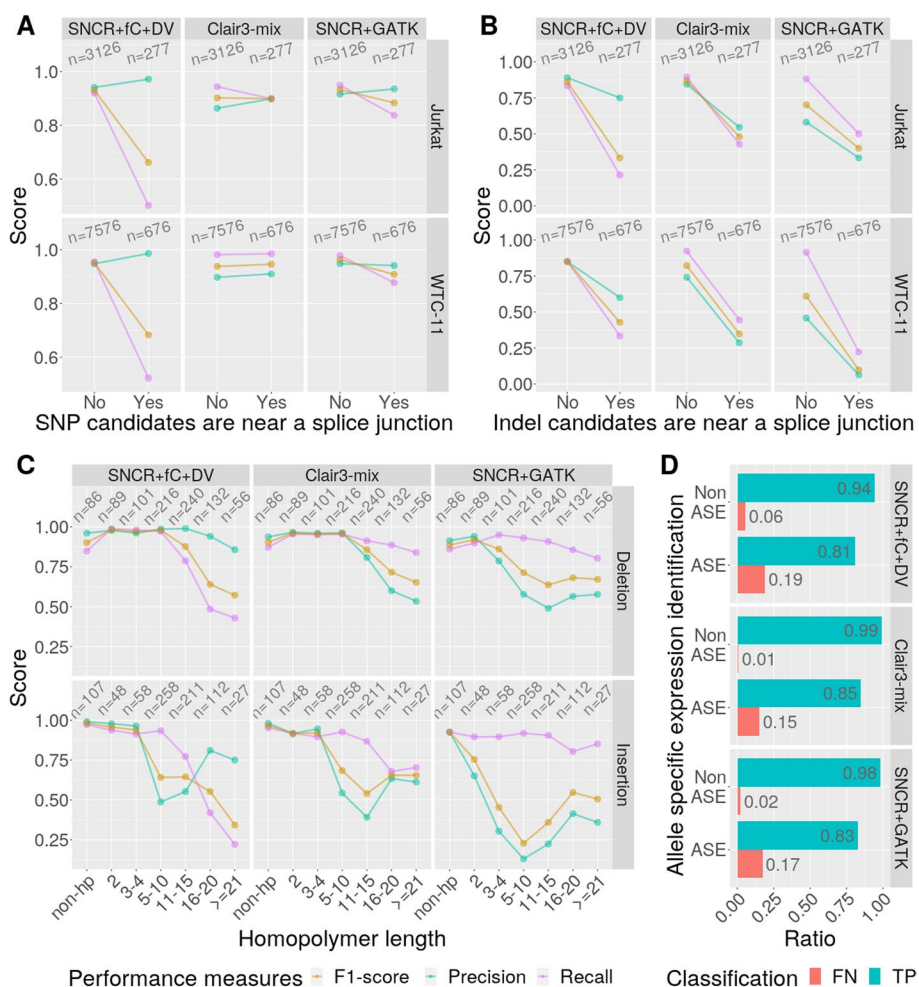 A
SNCR+fC+DV Clair3-mix SNCR+GATK
n=3126 n=277 n=3126 n=277 n=3126 n=277
1.0
0.8
0.6
Jurkat
Score
n=7576 n=676 n=7576 n=676 n=7576 n=676
1.0
0.8
0.6
WTC-11
No Yes No Yes No Yes
SNP candidates are near a splice junction
B
SNCR+fC+DV Clair3-mix SNCR+GATK
n=3126 n=277 n=3126 n=277 n=3126 n=277
1.00
0.75
0.50
0.25
0.00
Jurkat
Score
n=7576 n=676 n=7576 n=676 n=7576 n=676
1.00
0.75
0.50
0.25
0.00
WTC-11
No Yes No Yes No Yes
Indel candidates are near a splice junction
C
SNCR+fC+DV Clair3-mix SNCR+GATK
n=86 n=89 n=101 n=216 n=240 n=132 n=56 n=86 n=89 n=101 n=216 n=240 n=132 n=56 n=86 n=89 n=101 n=216 n=240 n=132 n=56
1.00
0.75
0.50
0.25
Deletion
Score
n=107 n=48 n=58 n=258 n=211 n=112 n=27 n=107 n=48 n=58 n=258 n=211 n=112 n=27 n=107 n=48 n=58 n=258 n=211 n=112 n=27
1.00
0.75
0.50
0.25
Insertion
non-hp 2 3-4 5-10 11-15 16-20 >=21 non-hp 2 3-4 5-10 11-15 16-20 >=21 non-hp 2 3-4 5-10 11-15 16-20 >=21
Homopolymer length
Performance measures F1-score Precision Recall
D
Allele specific expression identification
Non
ASE
0.94
0.06
ASE
0.81
0.19
SNCR+fC+DV
Non
ASE
0.99
0.01
ASE
0.85
0.15
Clair3-mix
Non
ASE
0.98
0.02
ASE
0.83
0.17
SNCR+GATK
0.00 0.25 0.50 0.75 1.00
Ratio
Classification FN TP